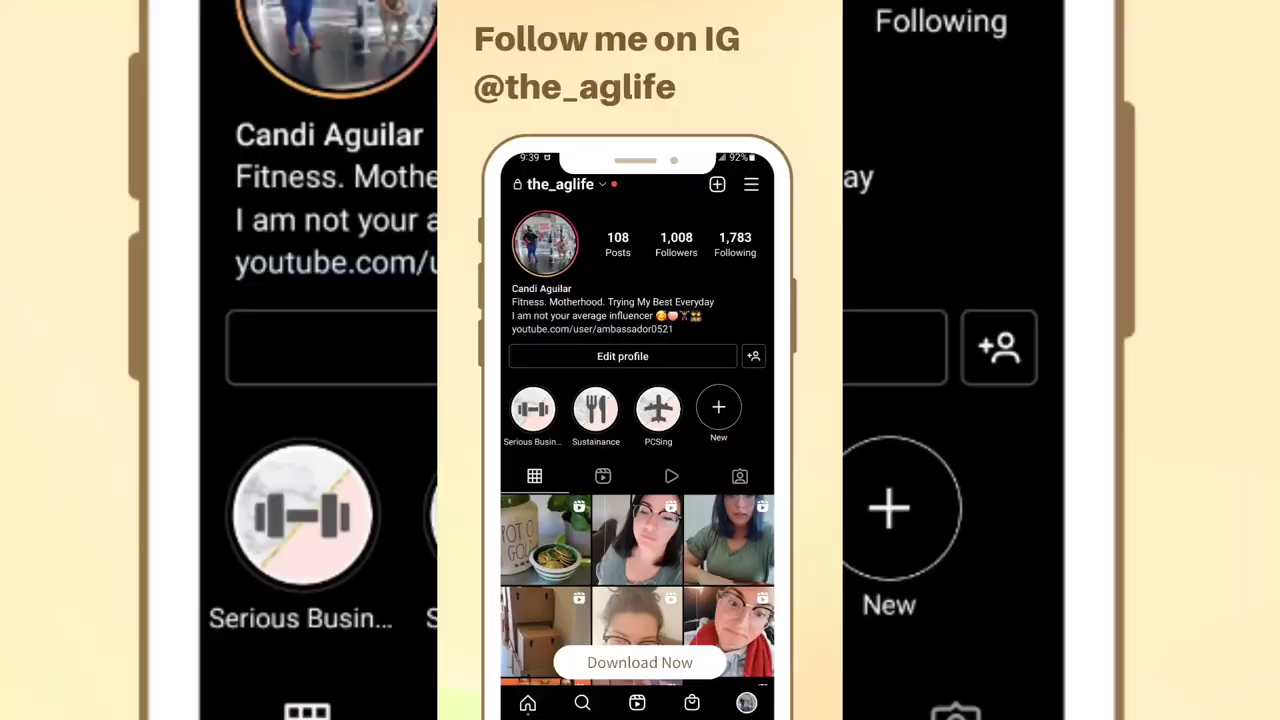 Follow me on IG
@the_aglife
9:39
92%
the_aglife
108
Posts
1,008
Followers
1,783
Following
Candi Aguilar
Fitness. Motherhood. Trying My Best Everyday
I am not your average influencer 🥰🍑🏋️👨‍👩‍👧‍👦
youtube.com/user/ambassador0521
Edit profile
Serious Busin...
Sustainance
PCSing
New
GOLD
Download Now
Following
Candi Aguilar
Fitness. Mothe
ay
I am not your a
youtube.com/u
Serious Busin...
S
New